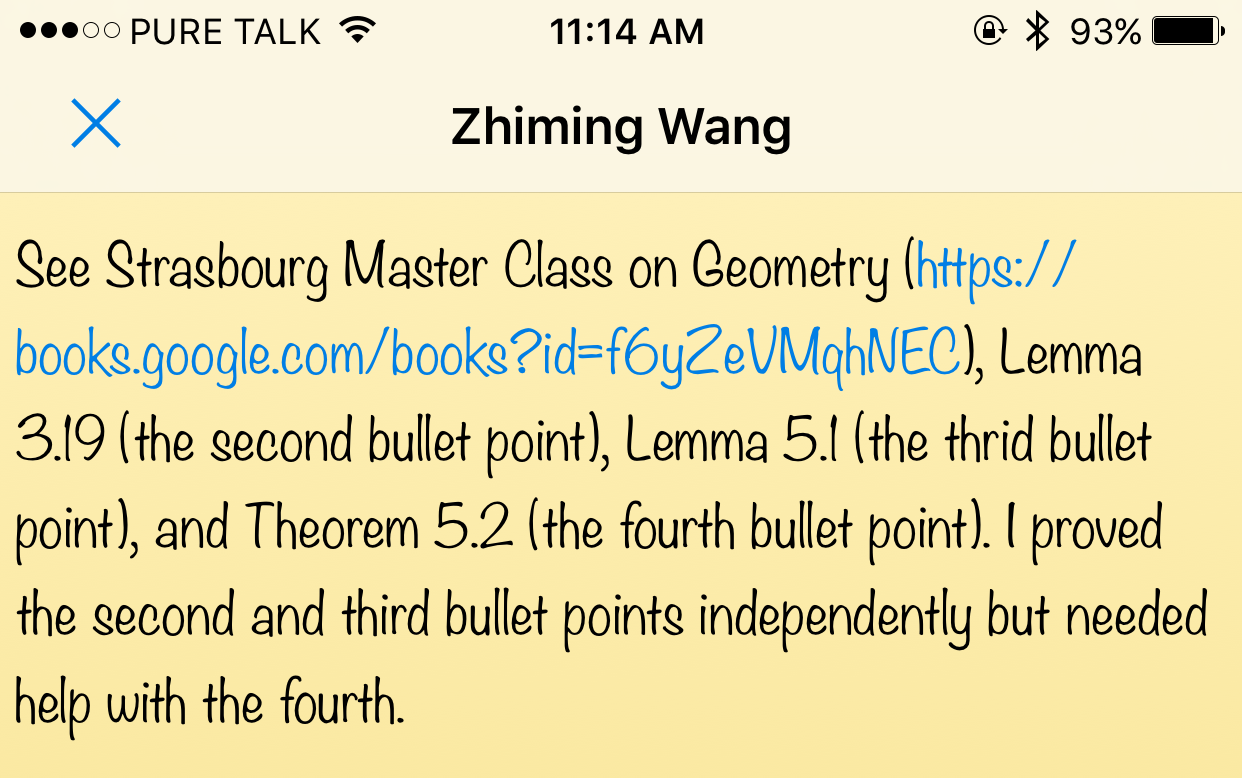 PURE TALK 11:14 AM 93%
Zhiming Wang
See Strasbourg Master Class on Geometry (https://
books.google.com/books?id=f6yZeVMqhNEC), Lemma
3.19 (the second bullet point), Lemma 5.1 (the thrid bullet
point), and Theorem 5.2 (the fourth bullet point). I proved
the second and third bullet points independently but needed
help with the fourth.